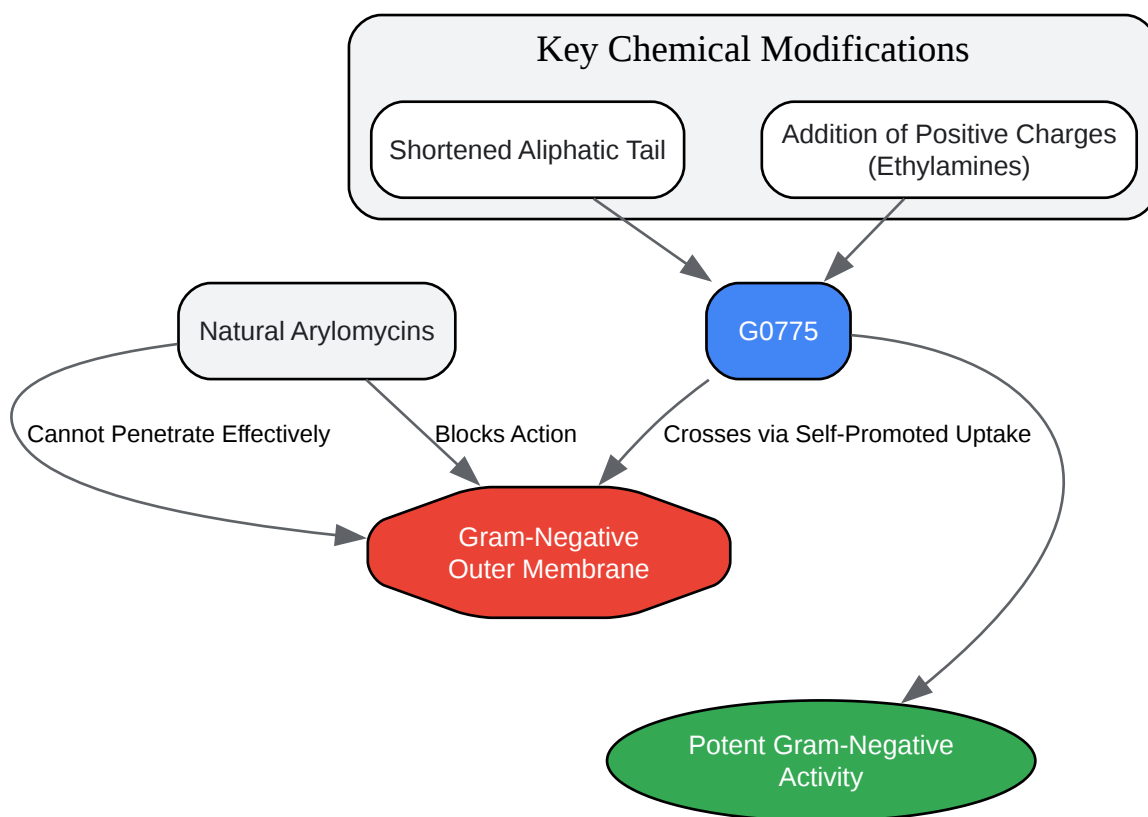 Key Chemical Modifications
Shortened Aliphatic Tail
Addition of Positive Charges
(Ethylamines)
Natural Arylomycins
G0775
Cannot Penetrate Effectively
Blocks Action
Crosses via Self-Promoted Uptake
Gram-Negative
Outer Membrane
Potent Gram-Negative
Activity